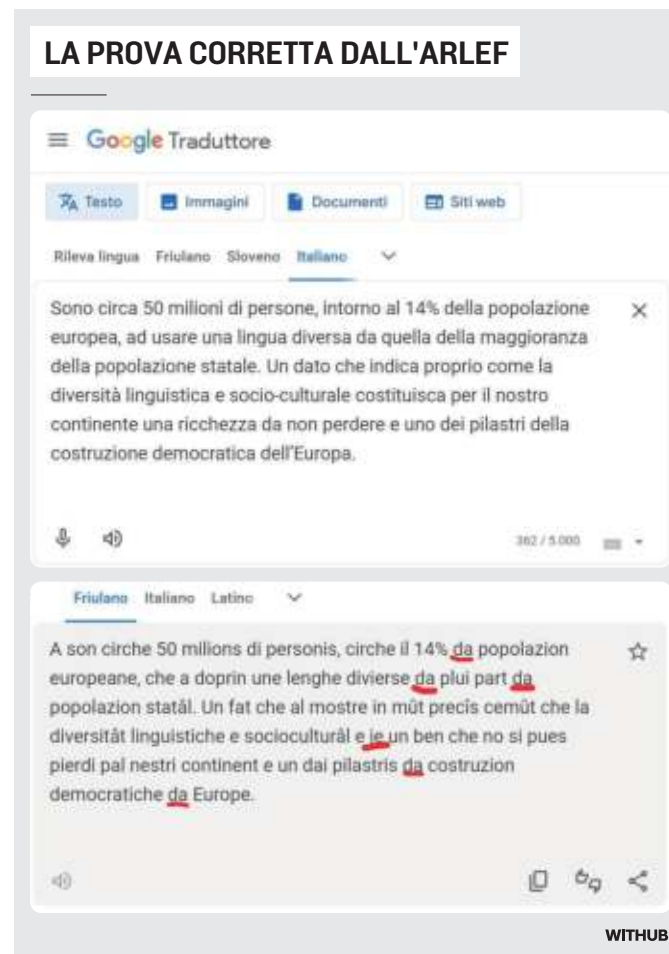 LA PROVA CORRETTA DALL'ARLEF
Google Traduttore
Testo Immagini Documenti Siti web
Rileva lingua Friulano Sloveno Italiano
Sono circa 50 milioni di persone, intorno al 14% della popolazione
europea, ad usare una lingua diversa da quella della maggioranza
della popolazione statale. Un dato che indica proprio come la
diversità linguistica e socio-culturale costituisca per il nostro
continente una ricchezza da non perdere e uno dei pilastri della
costruzione democratica dell'Europa.
362 / 5.000
Friulano Italiano Latino
A son cirche 50 milions di personis, cirche il 14% da popolazion
europeane, che a doprin une lenghe divierse da plui part da
popolazion statâl. Un fat che al mostre in mût precîs cemût che la
diversitât linguistiche e socioculturâl e je un ben che no si pues
pierdi pal nestri continent e un dai pilastris da costruzion
democratiche da Europe.
WITHUB